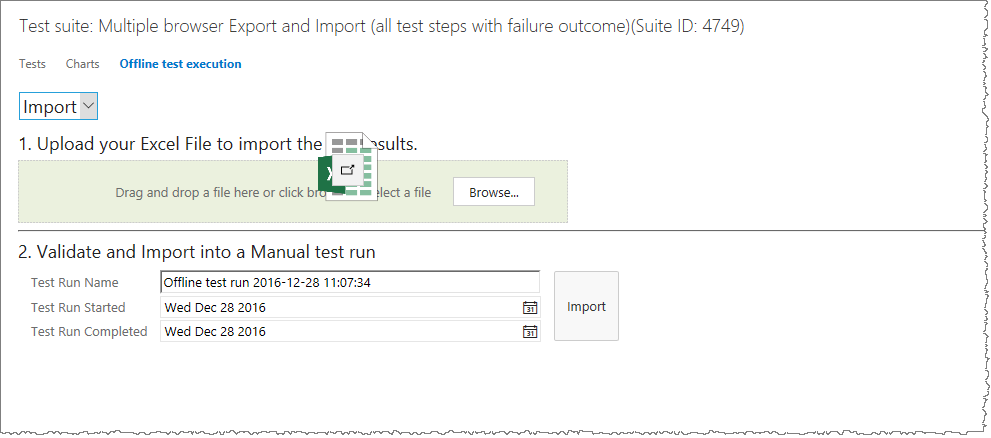 Test suite: Multiple browser Export and Import (all test steps with failure outcome)(Suite ID: 4749)
Tests Charts Offline test execution
Import
1. Upload your Excel File to import the sults.
Drag and drop a file here or click bro elect a file Browse...
2. Validate and Import into a Manual test run
Test Run Name Offline test run 2016-12-28 11:07:34
Test Run Started Wed Dec 28 2016 31
Import
Test Run Completed Wed Dec 28 2016 31